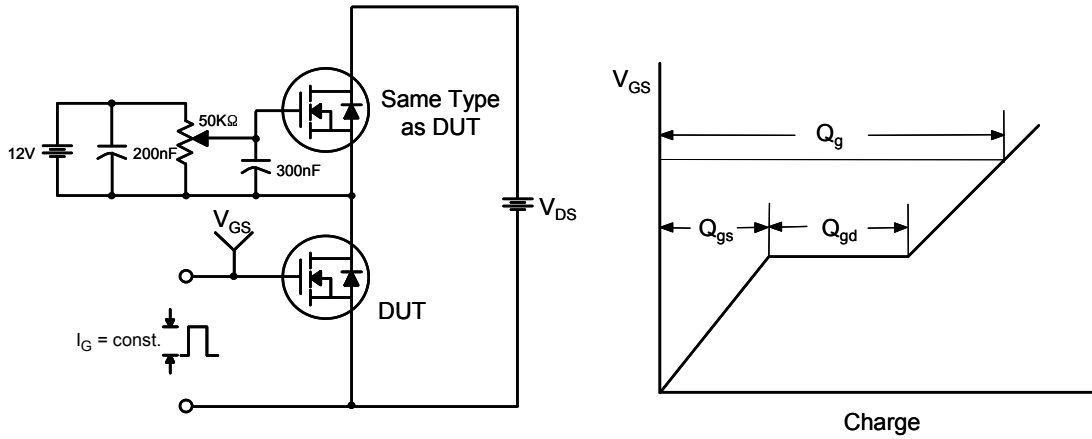 Same Type
as DUT
50KΩ
12V
200nF
300nF
V_GS
V_DS
DUT
I_G = const.
V_GS
Q_g
Q_gs
Q_gd
Charge